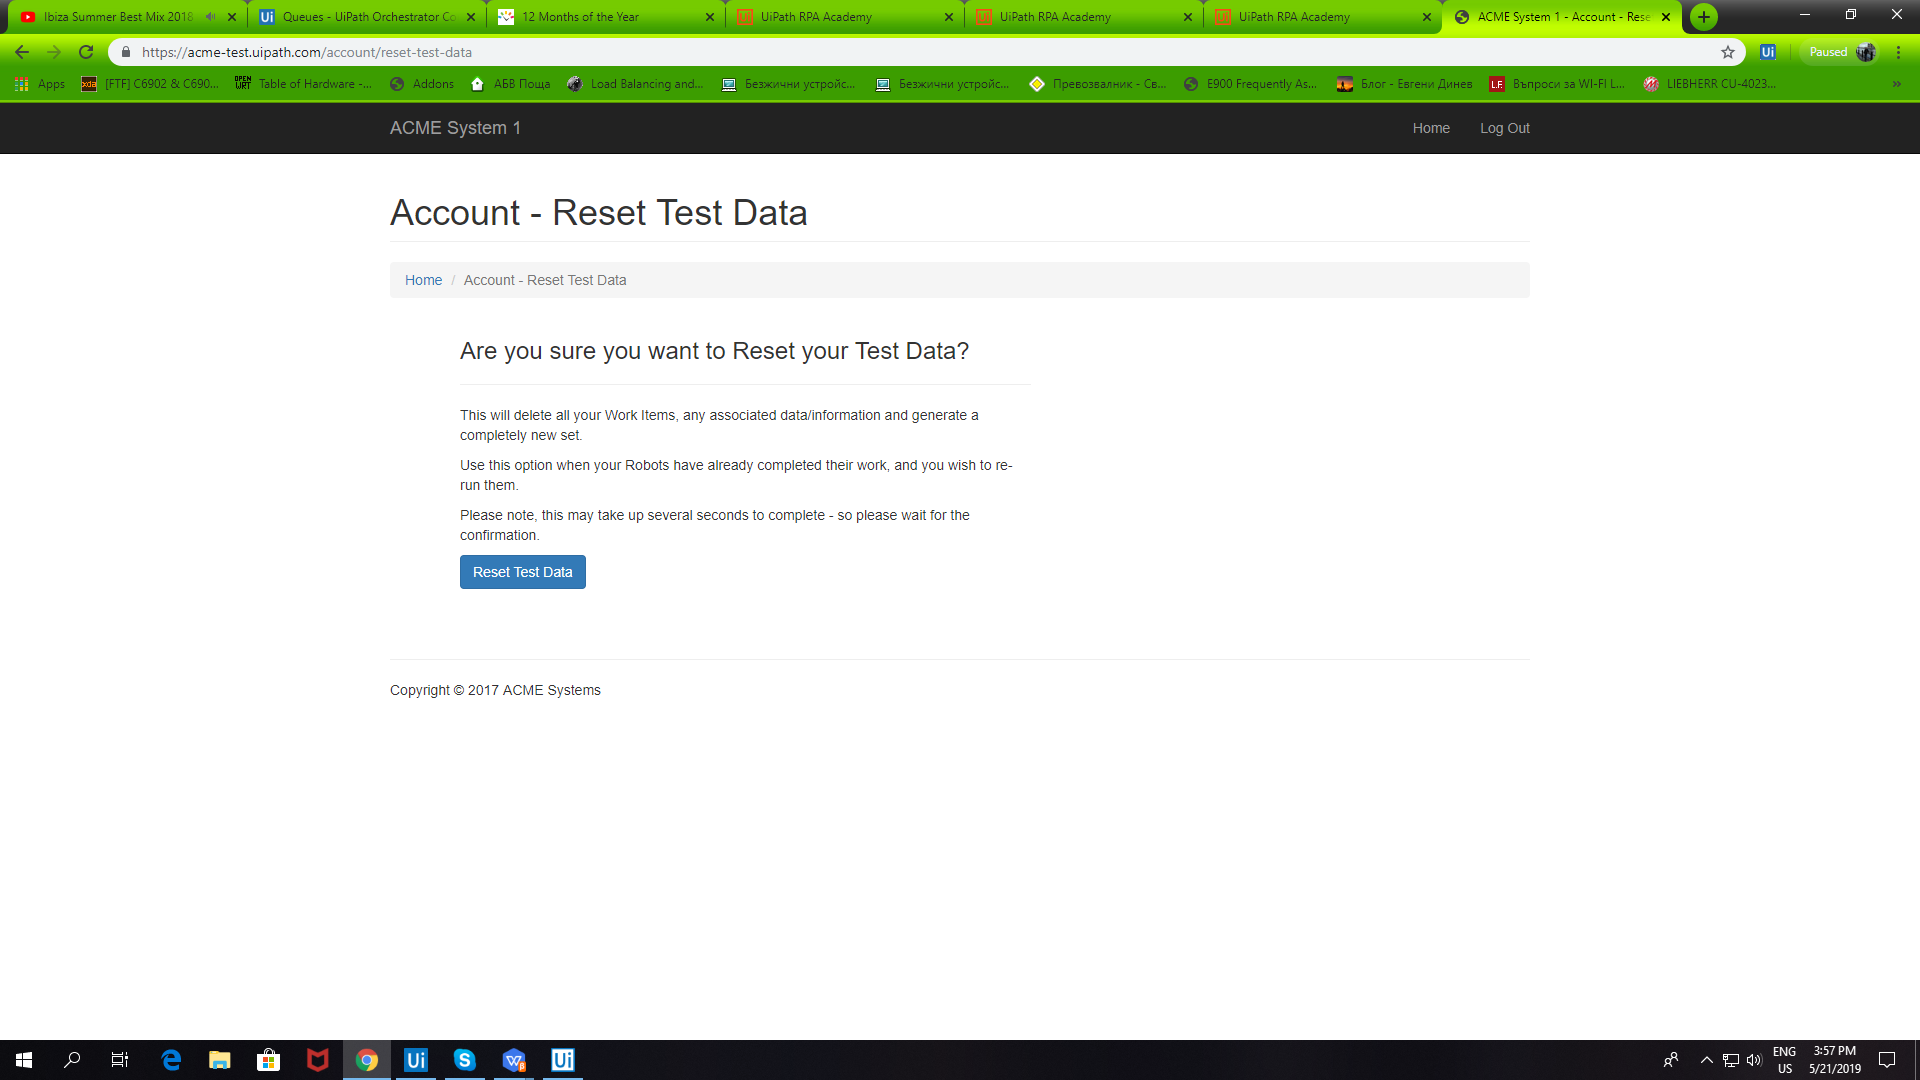 Ibiza Summer Best Mix 2018
Queues - UiPath Orchestrator Co
12 Months of the Year
UiPath RPA Academy
UiPath RPA Academy
UiPath RPA Academy
ACME System 1 - Account - Rese
https://acme-test.uipath.com/account/reset-test-data
Paused
Apps
[FTF] C6902 & C690...
Table of Hardware -...
Addons
АБВ Поща
Load Balancing and...
Безжични устройс...
Безжични устройс...
Превозвалник - Св...
E900 Frequently As...
Блог - Евгени Динев
Въпроси за WI-FI L...
LIEBHERR CU-4023...
ACME System 1
Home
Log Out
Account - Reset Test Data
Home / Account - Reset Test Data
Are you sure you want to Reset your Test Data?
This will delete all your Work Items, any associated data/information and generate a
completely new set.
Use this option when your Robots have already completed their work, and you wish to re-
run them.
Please note, this may take up several seconds to complete - so please wait for the
confirmation.
Reset Test Data
Copyright © 2017 ACME Systems
ENG
US
3:57 PM
5/21/2019